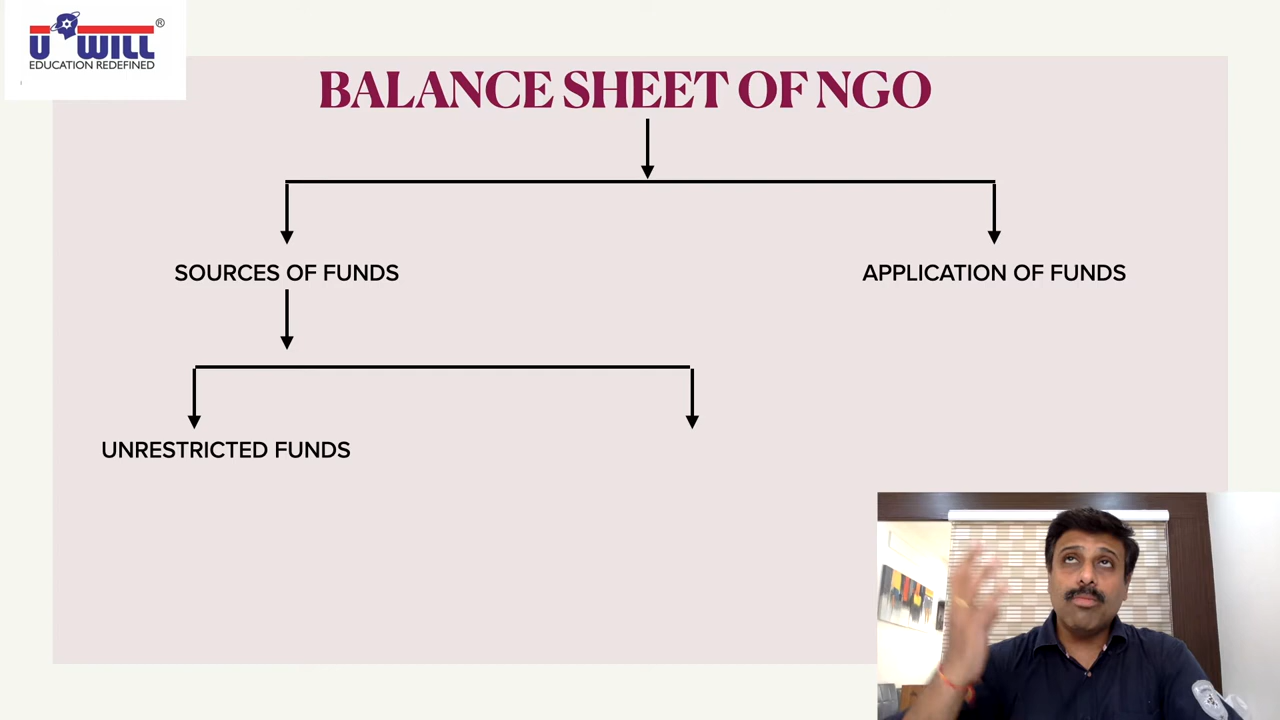 U WILL
®
EDUCATION REDEFINED
BALANCE SHEET OF NGO
SOURCES OF FUNDS
APPLICATION OF FUNDS
UNRESTRICTED FUNDS